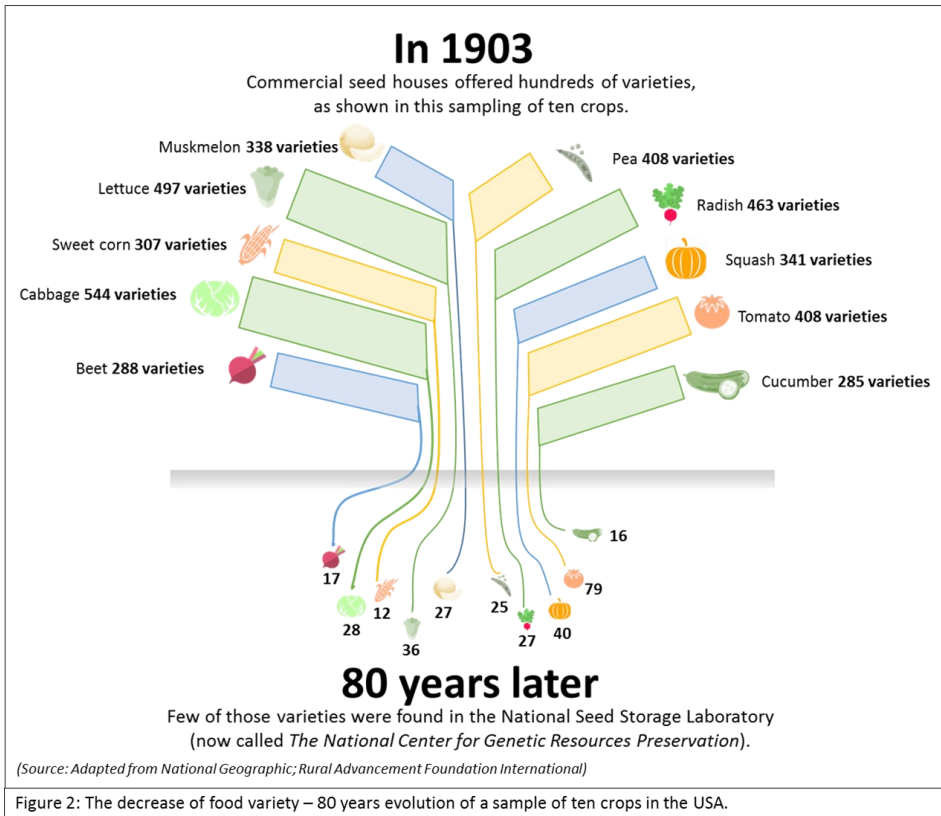 In 1903
Commercial seed houses offered hundreds of varieties,
as shown in this sampling of ten crops.
Muskmelon 338 varieties
Lettuce 497 varieties
Sweet corn 307 varieties
Cabbage 544 varieties
Beet 288 varieties
Pea 408 varieties
Radish 463 varieties
Squash 341 varieties
Tomato 408 varieties
Cucumber 285 varieties
17
28
12
36
27
25
27
40
79
16
80 years later
Few of those varieties were found in the National Seed Storage Laboratory
(now called The National Center for Genetic Resources Preservation).
(Source: Adapted from National Geographic; Rural Advancement Foundation International)
Figure 2: The decrease of food variety – 80 years evolution of a sample of ten crops in the USA.